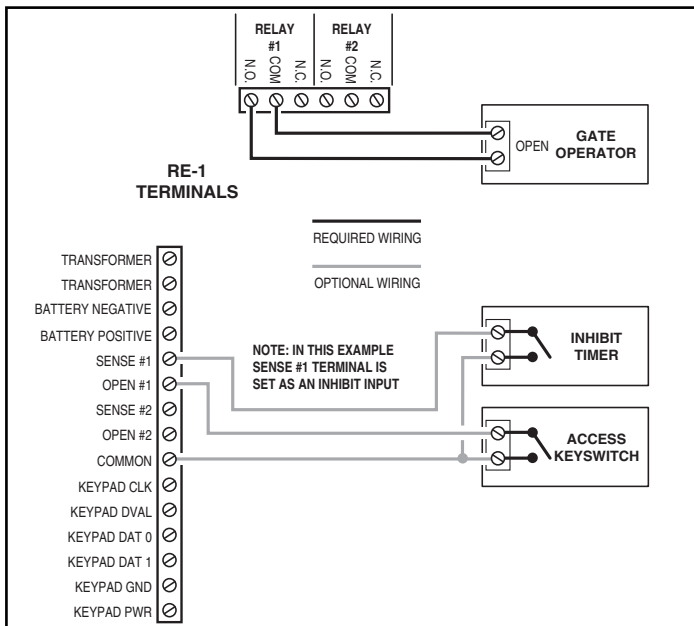 RELAY
#1
RELAY
#2
N.O.
COM
N.C.
N.O.
COM
N.C.
OPEN
GATE
OPERATOR
RE-1
TERMINALS
REQUIRED WIRING
OPTIONAL WIRING
TRANSFORMER
TRANSFORMER
BATTERY NEGATIVE
BATTERY POSITIVE
SENSE #1
OPEN #1
SENSE #2
OPEN #2
COMMON
KEYPAD CLK
KEYPAD DVAL
KEYPAD DAT 0
KEYPAD DAT 1
KEYPAD GND
KEYPAD PWR
NOTE: IN THIS EXAMPLE
SENSE #1 TERMINAL IS
SET AS AN INHIBIT INPUT
INHIBIT
TIMER
ACCESS
KEYSWITCH